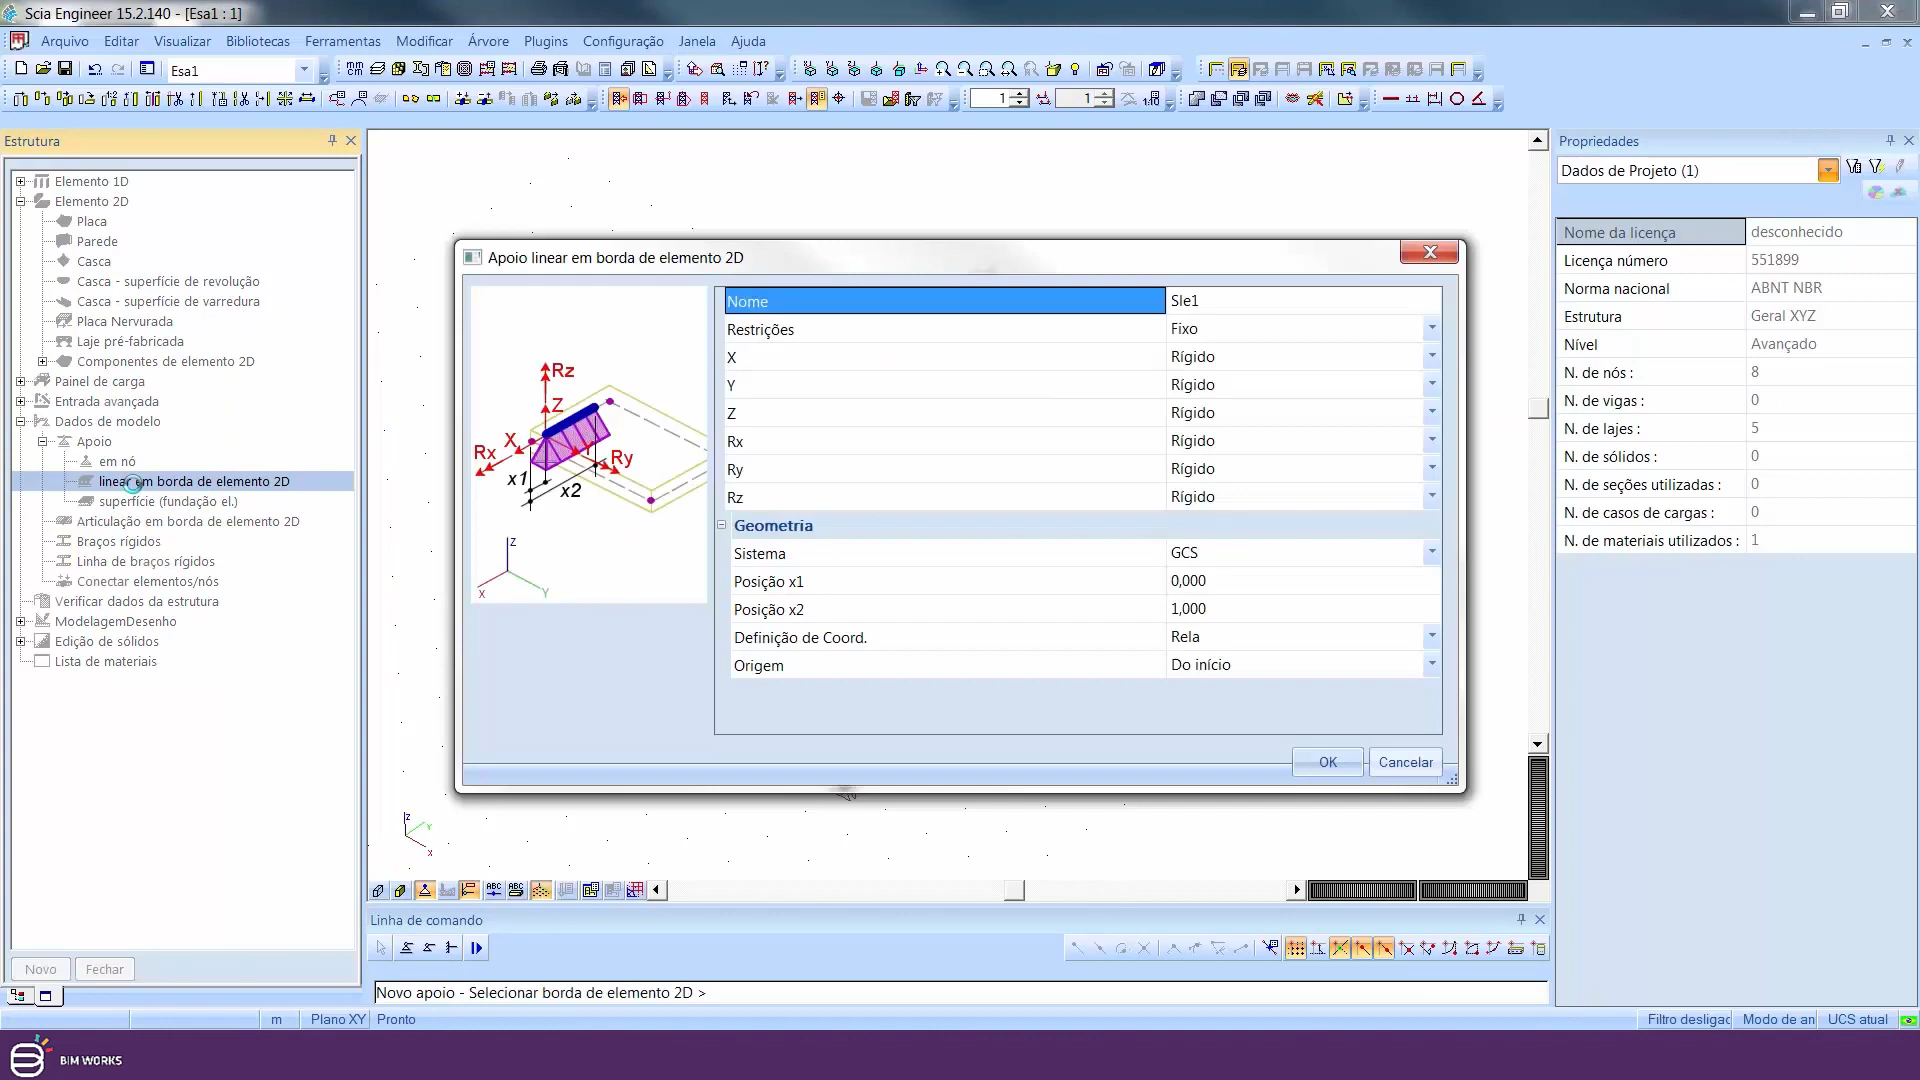 Scia Engineer 15.2.140 - [Esa1 : 1]
Arquivo Editar Visualizar Bibliotecas Ferramentas Modificar Árvore Plugins Configuração Janela Ajuda
Esa1
1 1
Estrutura
Elemento 1D
Elemento 2D
Placa
Parede
Casca
Casca - superfície de revolução
Casca - superfície de varredura
Placa Nervurada
Laje pré-fabricada
Componentes de elemento 2D
Painel de carga
Entrada avançada
Dados de modelo
Apoio
em nó
linear em borda de elemento 2D
superfície (fundação el.)
Articulação em borda de elemento 2D
Braços rígidos
Linha de braços rígidos
Conectar elementos/nós
Verificar dados da estrutura
ModelagemDesenho
Edição de sólidos
Lista de materiais
Novo Fechar
Apoio linear em borda de elemento 2D
Rz
Z
X
Rx
Y
Ry
x1
x2
Z
X
Y
Nome Sle1
Restrições Fixo
X Rígido
Y Rígido
Z Rígido
Rx Rígido
Ry Rígido
Rz Rígido
Geometria
Sistema GCS
Posição x1 0,000
Posição x2 1,000
Definição de Coord. Rela
Origem Do início
OK Cancelar
Z
Y
X
ABC ABC
Propriedades
Dados de Projeto (1)
Nome da licença desconhecido
Licença número 551899
Norma nacional ABNT NBR
Estrutura Geral XYZ
Nível Avançado
N. de nós : 8
N. de vigas : 0
N. de lajes : 5
N. de sólidos : 0
N. de seções utilizadas : 0
N. de casos de cargas : 0
N. de materiais utilizados : 1
Linha de comando
Novo apoio - Selecionar borda de elemento 2D >
m Plano XY Pronto Filtro desligac Modo de an UCS atual
BIM WORKS